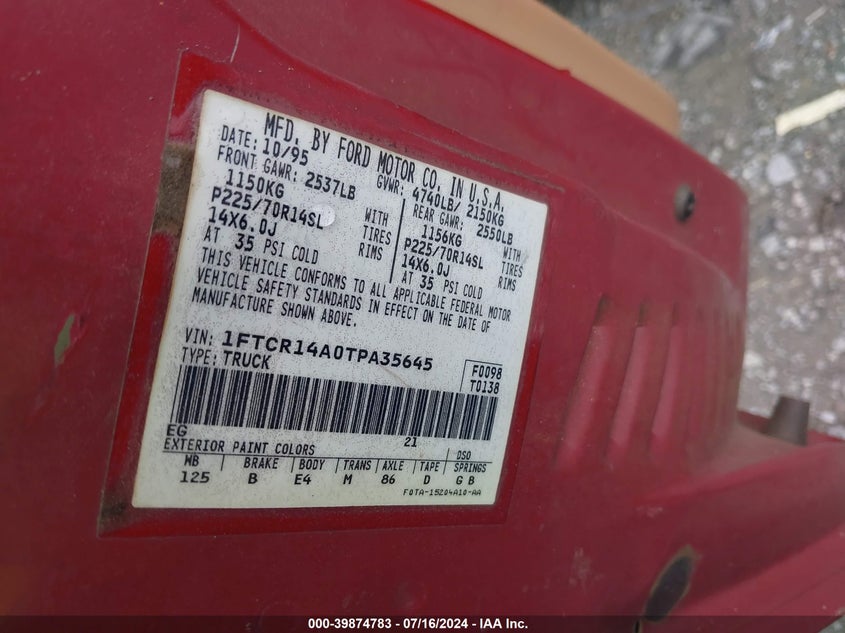 MFD. BY FORD MOTOR CO. IN U.S.A.
DATE: 10/95 GVWR: 4740LB/ 2150KG
FRONT GAWR: 2537LB REAR GAWR: 2550LB
1150KG WITH 1156KG WITH
P225/70R14SL TIRES P225/70R14SL TIRES
14X6.0J RIMS 14X6.0J RIMS
AT 35 PSI COLD AT 35 PSI COLD
THIS VEHICLE CONFORMS TO ALL APPLICABLE FEDERAL MOTOR
VEHICLE SAFETY STANDARDS IN EFFECT ON THE DATE OF
MANUFACTURE SHOWN ABOVE.
VIN: 1FTCR14A0TPA35645
TYPE: TRUCK
F0098
T0138
EG 21
EXTERIOR PAINT COLORS DSO
WB BRAKE BODY TRANS AXLE TAPE SPRINGS
125 B E4 M 86 D G B
F0TA-15204A10-AA
000-39874783 - 07/16/2024 - IAA Inc.